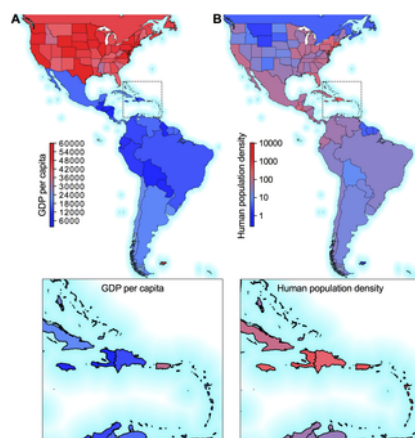 A
B
GDP per capita
60000
54000
48000
42000
36000
30000
24000
18000
12000
6000
Human population density
10000
1000
100
10
1
GDP per capita
Human population density